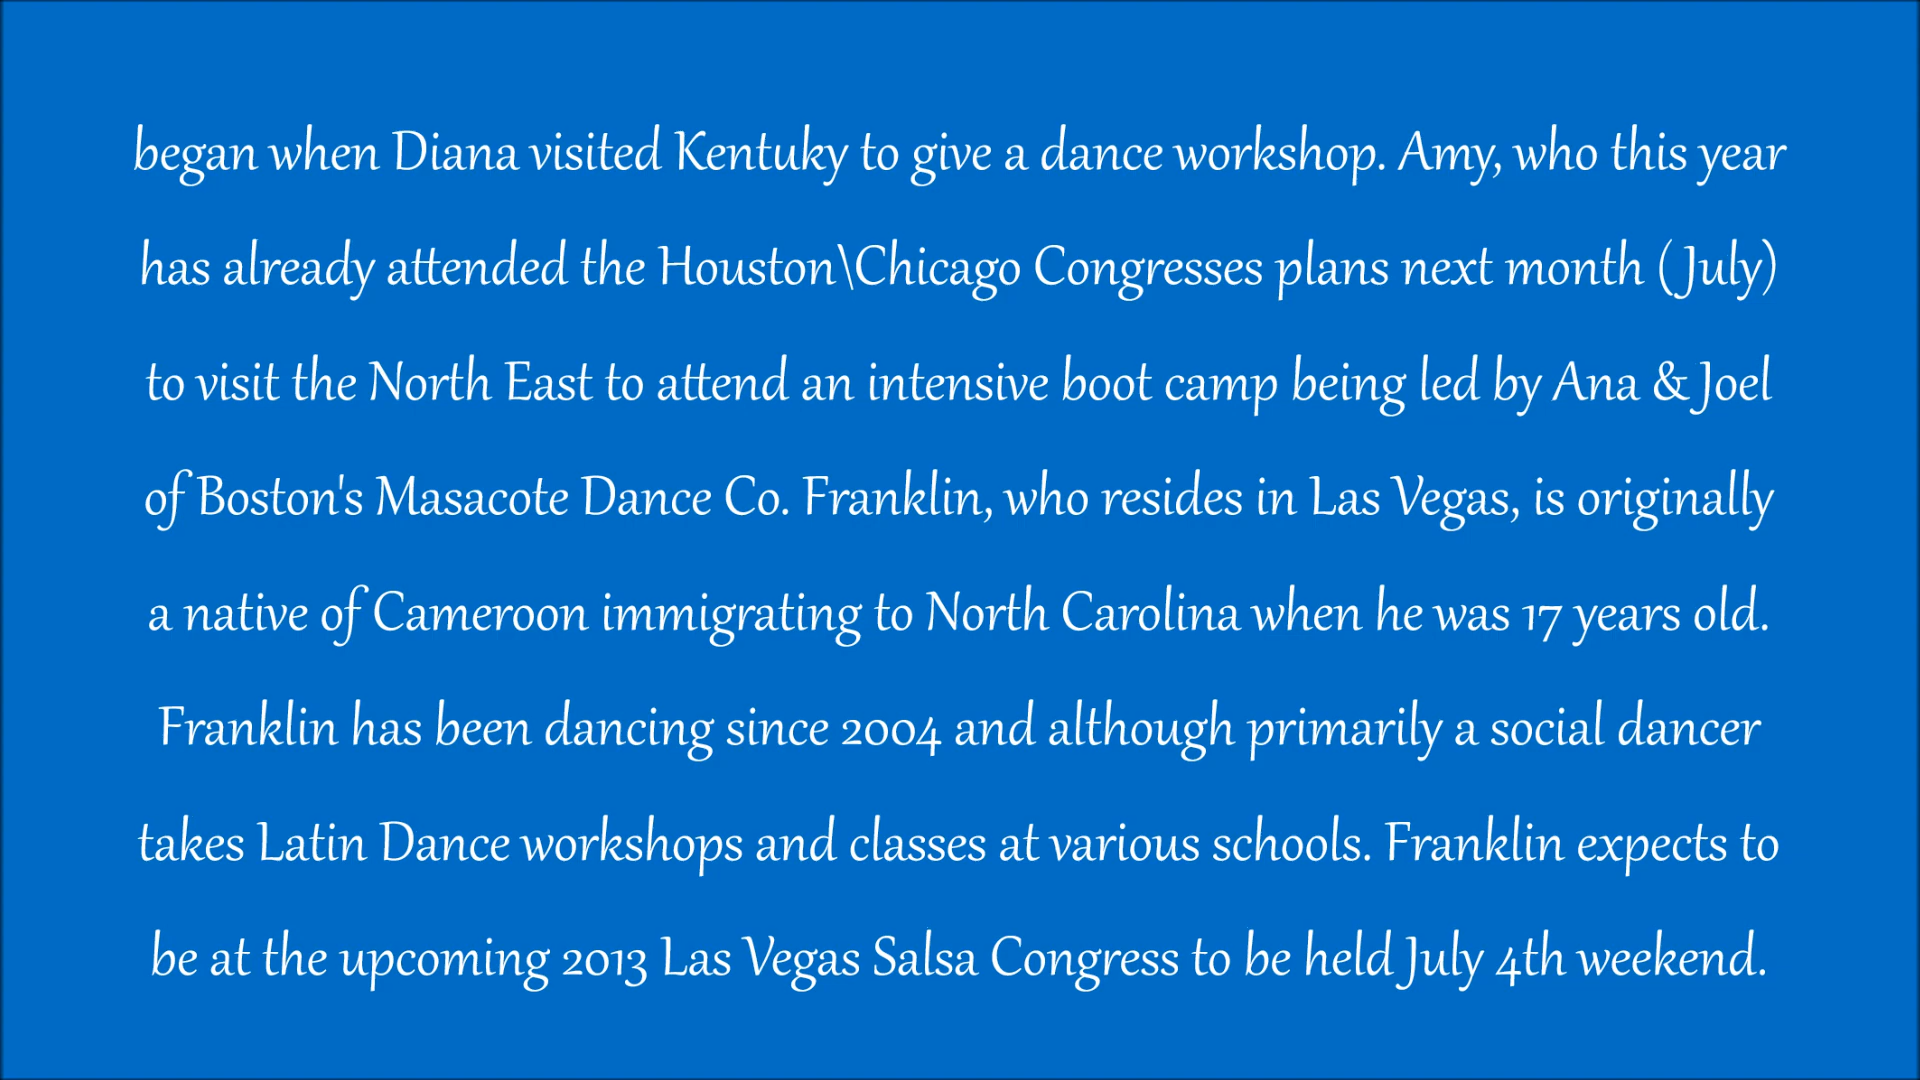 began when Diana visited Kentuky to give a dance workshop. Amy, who this year
has already attended the Houston\Chicago Congresses plans next month (July)
to visit the North East to attend an intensive boot camp being led by Ana & Joel
of Boston's Masacote Dance Co. Franklin, who resides in Las Vegas, is originally
a native of Cameroon immigrating to North Carolina when he was 17 years old.
Franklin has been dancing since 2004 and although primarily a social dancer
takes Latin Dance workshops and classes at various schools. Franklin expects to
be at the upcoming 2013 Las Vegas Salsa Congress to be held July 4th weekend.